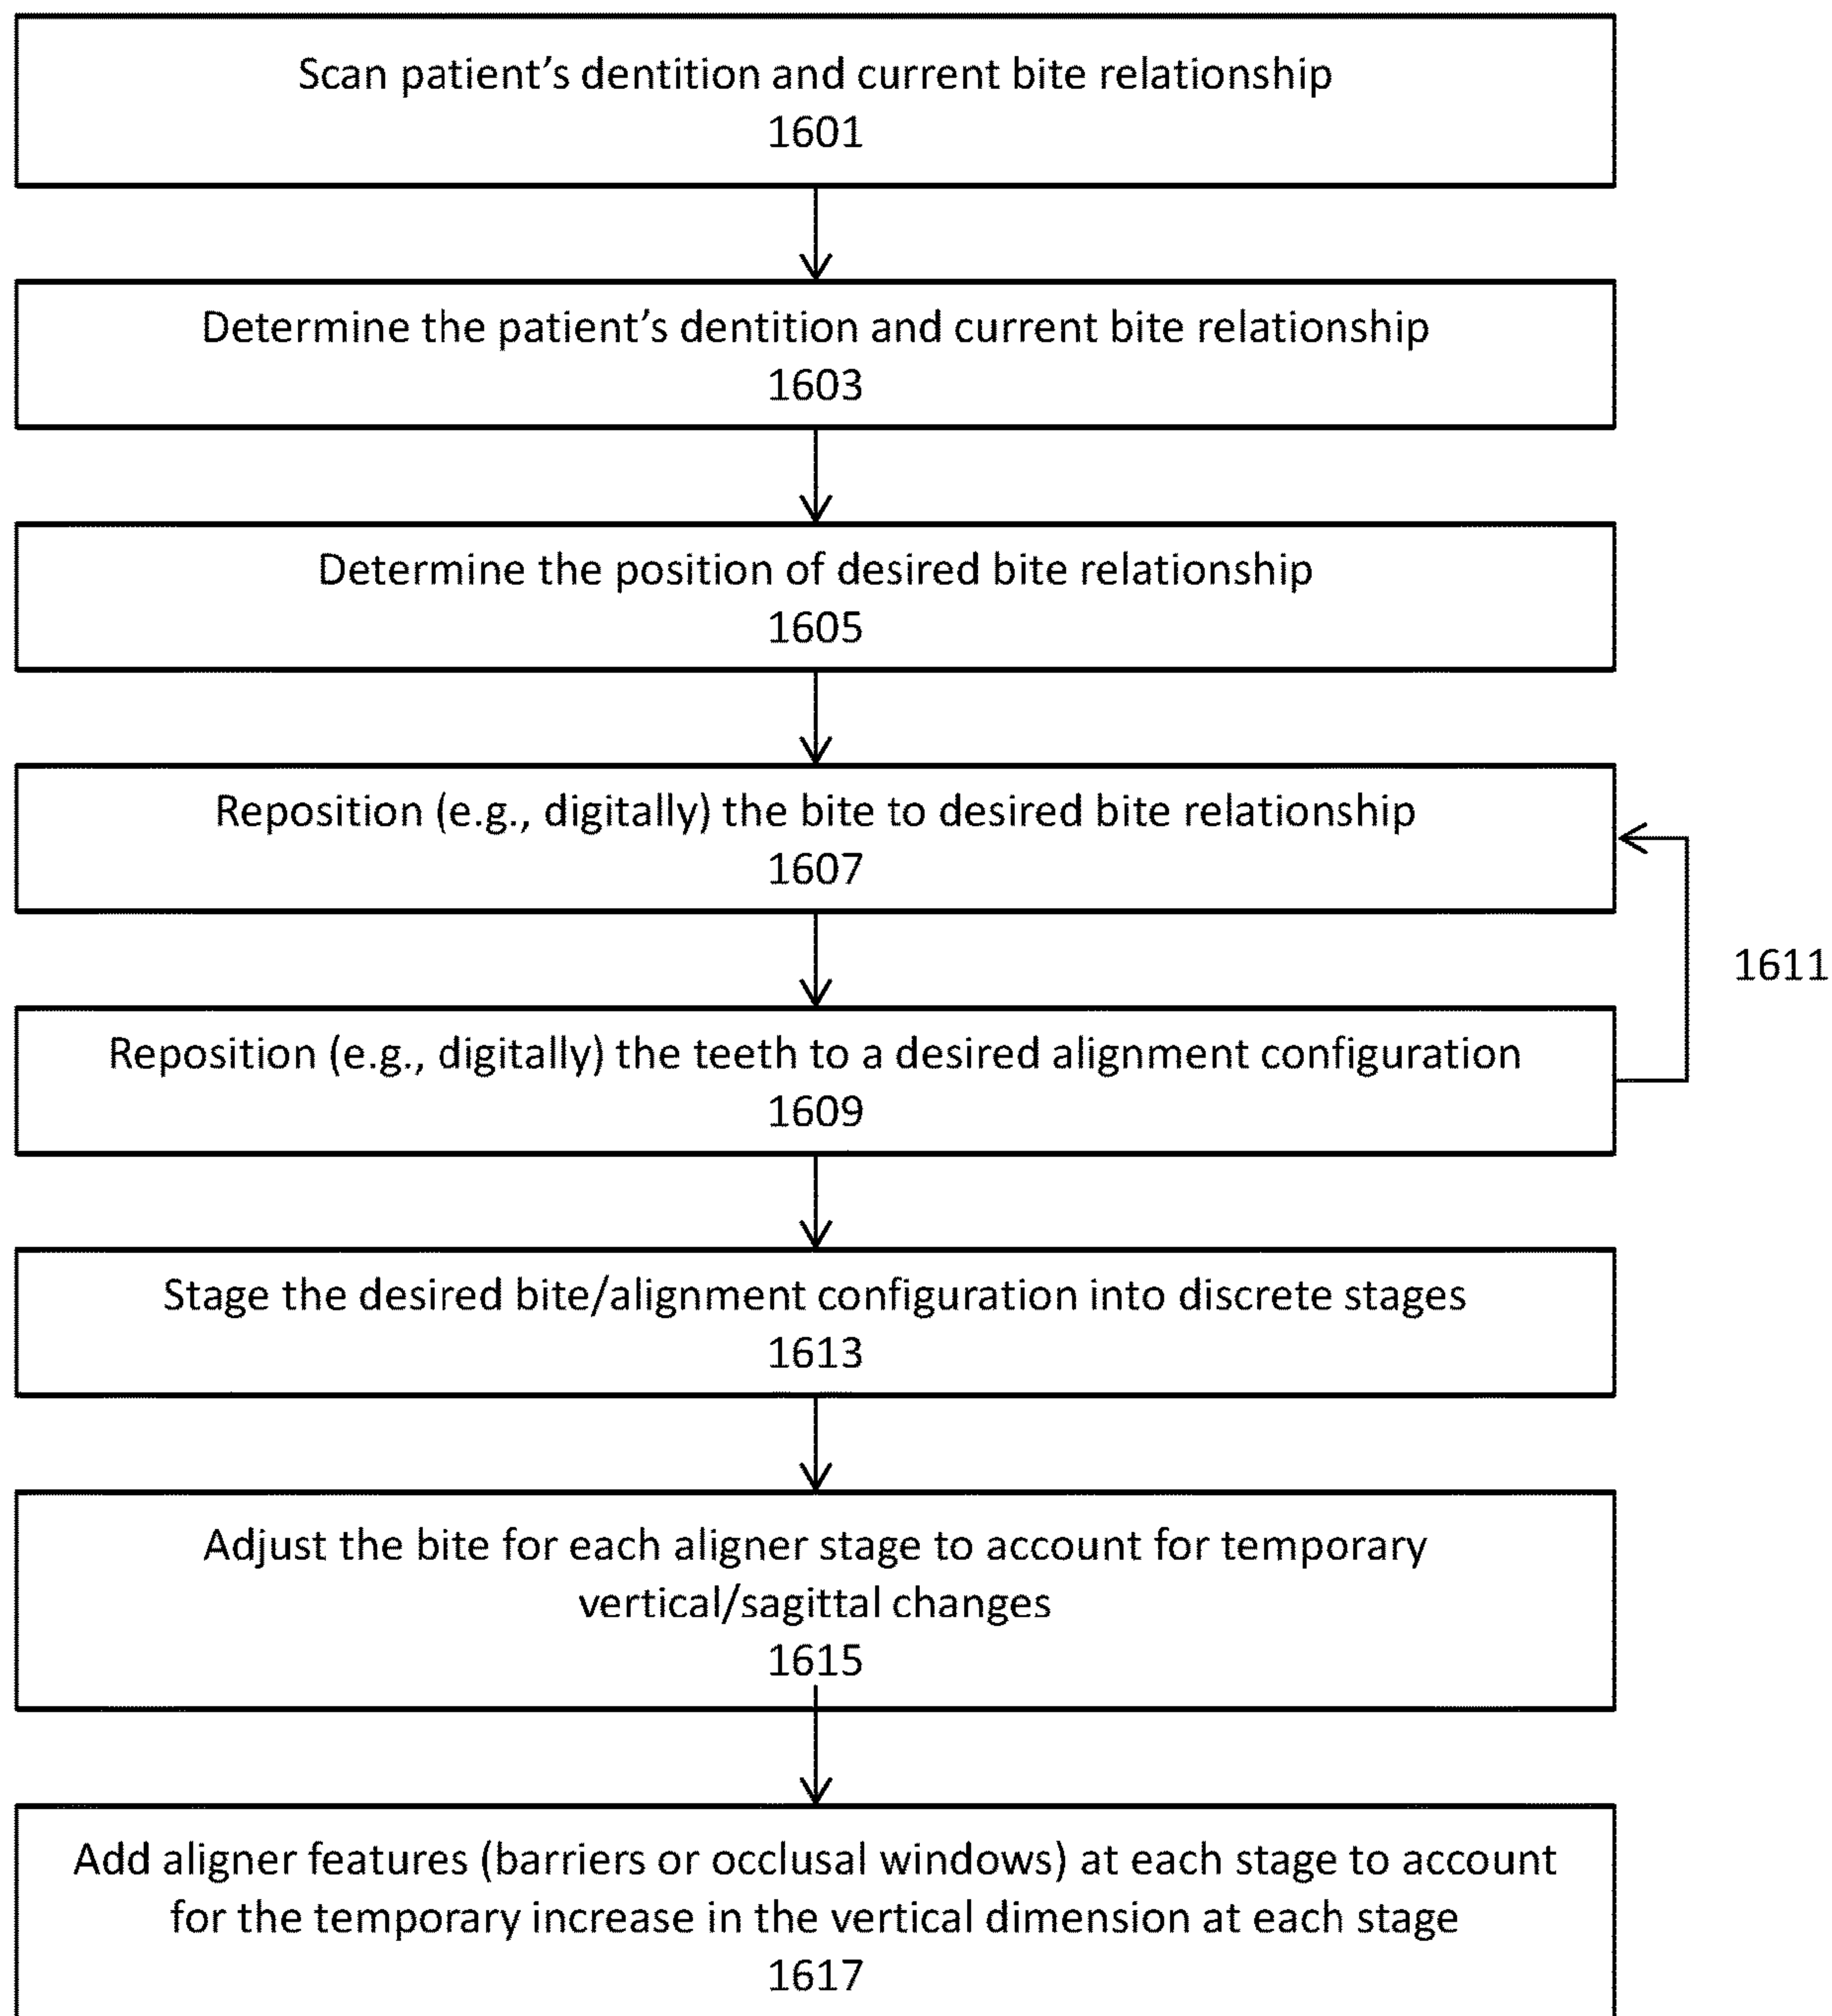 Scan patient’s dentition and current bite relationship
1601
Determine the patient’s dentition and current bite relationship
1603
Determine the position of desired bite relationship
1605
Reposition (e.g., digitally) the bite to desired bite relationship
1607
1611
Reposition (e.g., digitally) the teeth to a desired alignment configuration
1609
Stage the desired bite/alignment configuration into discrete stages
1613
Adjust the bite for each aligner stage to account for temporary
vertical/sagittal changes
1615
Add aligner features (barriers or occlusal windows) at each stage to account
for the temporary increase in the vertical dimension at each stage
1617